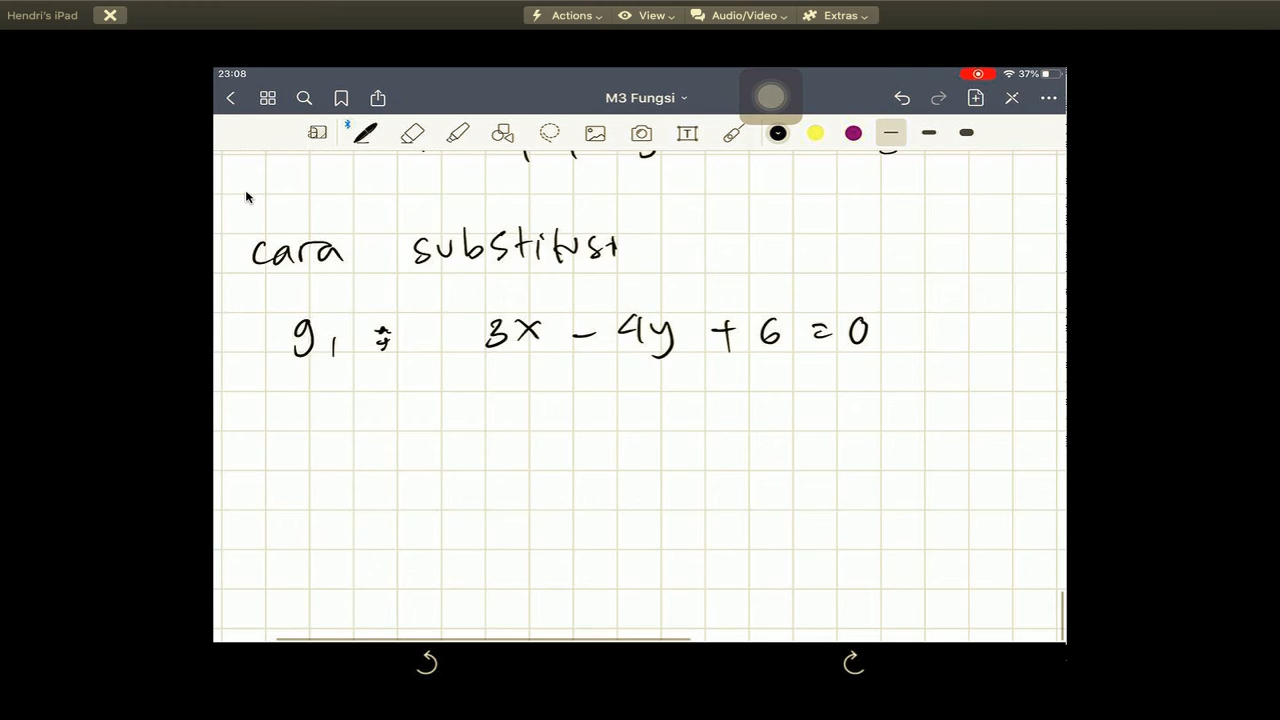 Hendri's iPad
Actions
View
Audio/Video
Extras
23:08
37%
M3 Fungsi
T
cara substitusi
g1 : 3x - 4y + 6 = 0